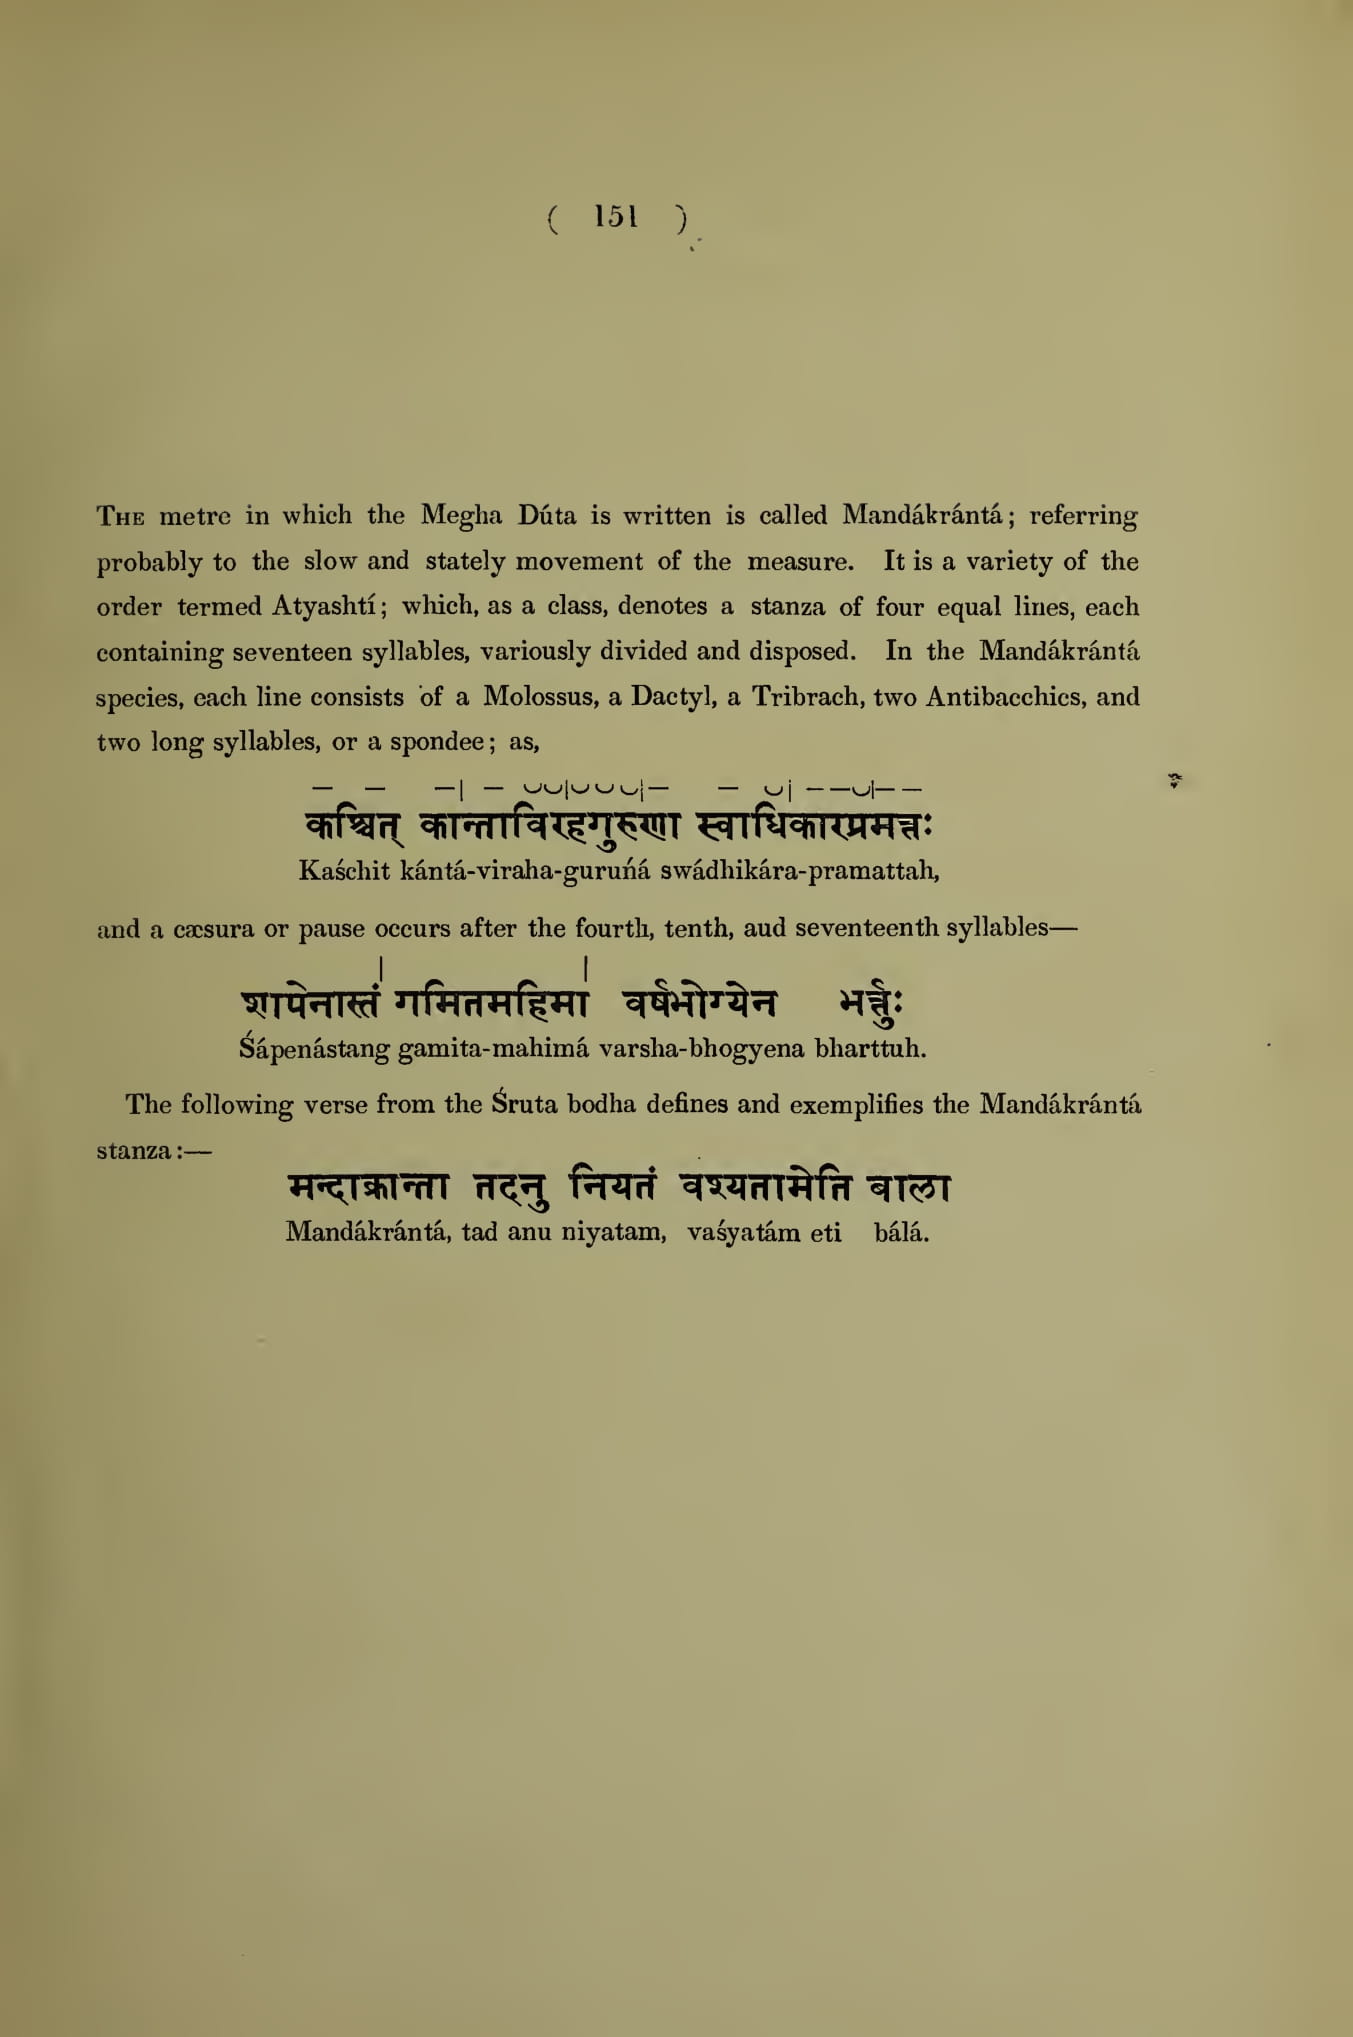 ( 151 )
THE metre in which the Megha Dúta is written is called Mandákrántá; referring
probably to the slow and stately movement of the measure. It is a variety of the
order termed Atyashtí; which, as a class, denotes a stanza of four equal lines, each
containing seventeen syllables, variously divided and disposed. In the Mandákrántá
species, each line consists of a Molossus, a Dactyl, a Tribrach, two Antibacchics, and
two long syllables, or a spondee; as,
– – –| – ⏑⏑|⏑⏑⏑|– – ⏑| – –⏑|– –
कश्चित् कान्ताविरहगुरुणा स्वाधिकारप्रमत्तः
Kaśchit kántá-viraha-guruńá swádhikára-pramattah,
and a cæsura or pause occurs after the fourth, tenth, aud seventeenth syllables—
| |
शापेनास्तं गमितमहिमा वर्षभोग्येन भर्त्तुः
Śápenástang gamita-mahimá varsha-bhogyena bharttuh.
The following verse from the Śruta bodha defines and exemplifies the Mandákrántá
stanza:—
मन्दाक्रान्ता तदनु नियतं वश्यतामेति बाला
Mandákrántá, tad anu niyatam, vaśyatám eti bálá.